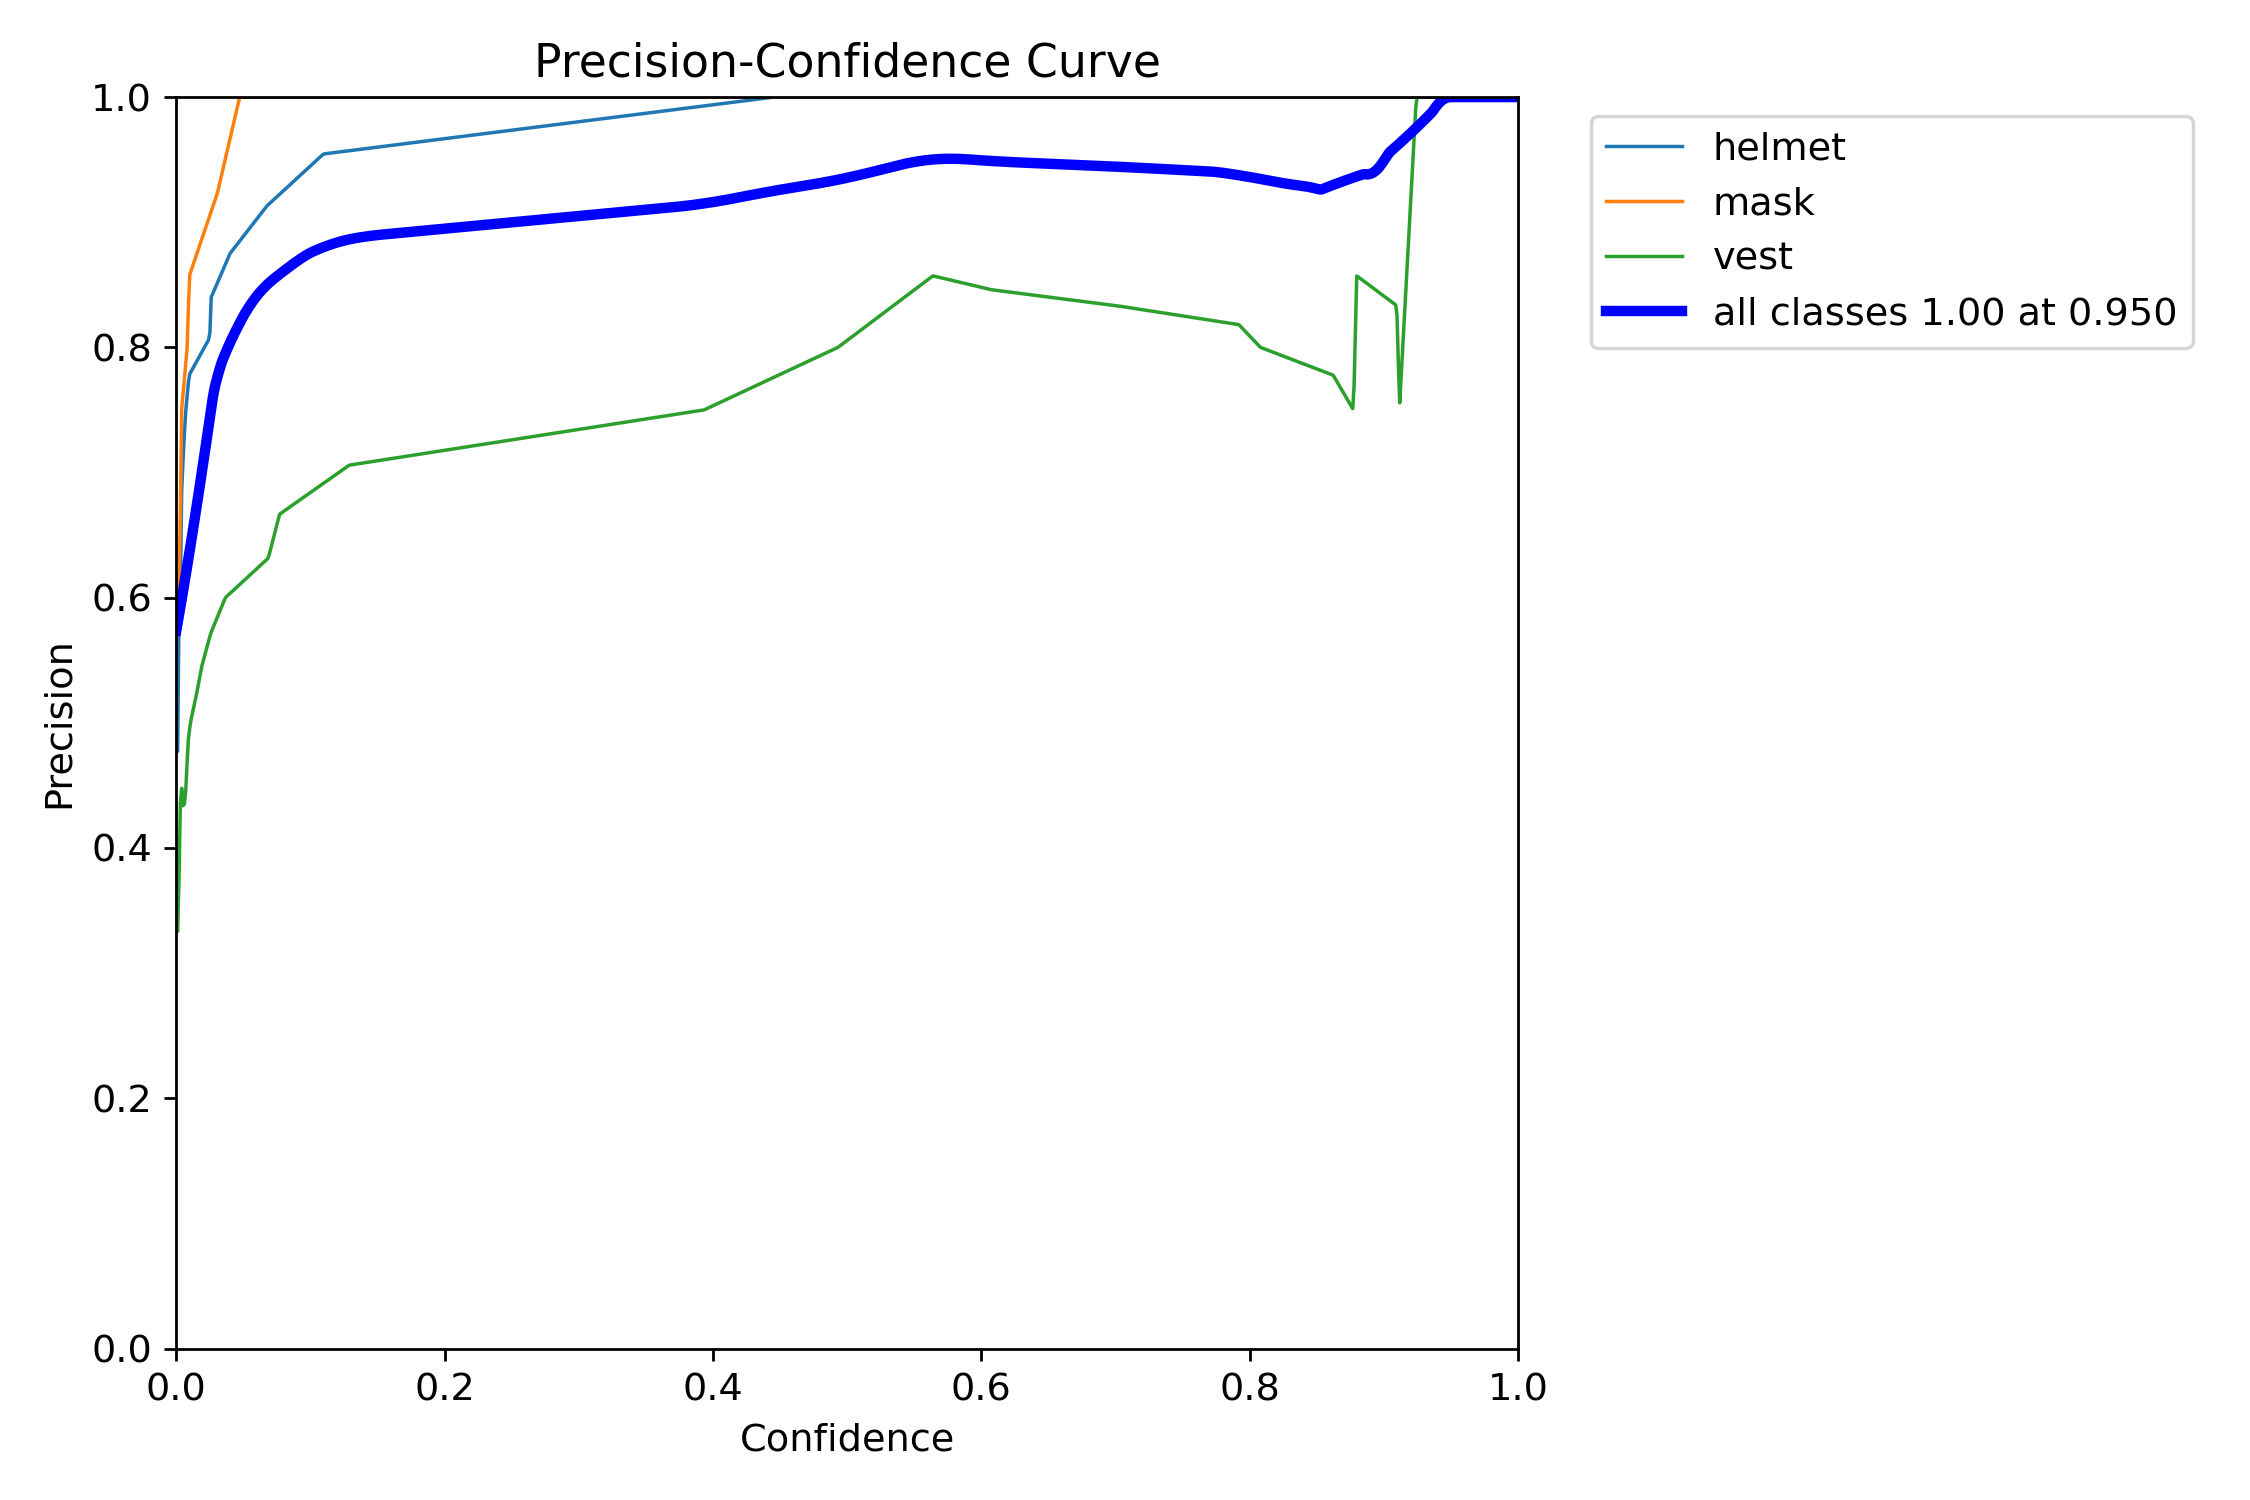 Precision-Confidence Curve
1.0
0.8
0.6
0.4
0.2
0.0
Precision
0.0 0.2 0.4 0.6 0.8 1.0
Confidence
helmet
mask
vest
all classes 1.00 at 0.950